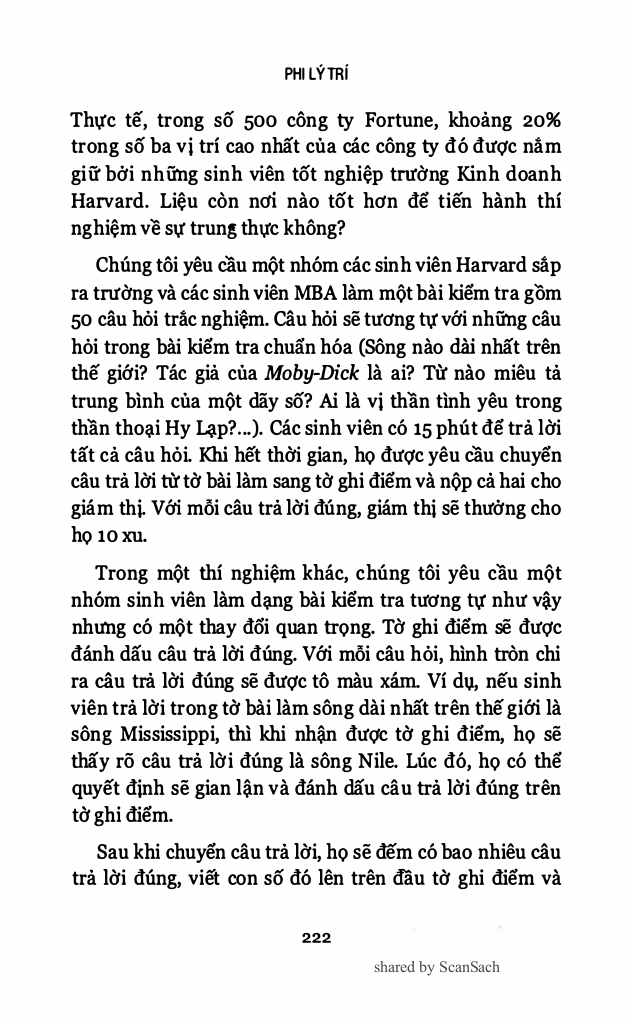 PHI LÝ TRÍ
Thực tế, trong số 500 công ty Fortune, khoảng 20%
trong số ba vị trí cao nhất của các công ty đó được nắm
giữ bởi những sinh viên tốt nghiệp trường Kinh doanh
Harvard. Liệu còn nơi nào tốt hơn để tiến hành thí
nghiệm về sự trung thực không?
Chúng tôi yêu cầu một nhóm các sinh viên Harvard sắp
ra trường và các sinh viên MBA làm một bài kiểm tra gồm
50 câu hỏi trắc nghiệm. Câu hỏi sẽ tương tự với những câu
hỏi trong bài kiểm tra chuẩn hóa (Sông nào dài nhất trên
thế giới? Tác giả của Moby-Dick là ai? Từ nào miêu tả
trung bình của một dãy số? Ai là vị thần tình yêu trong
thần thoại Hy Lạp?...). Các sinh viên có 15 phút để trả lời
tất cả câu hỏi. Khi hết thời gian, họ được yêu cầu chuyển
câu trả lời từ tờ bài làm sang tờ ghi điểm và nộp cả hai cho
giám thị. Với mỗi câu trả lời đúng, giám thị sẽ thưởng cho
họ 10 xu.
Trong một thí nghiệm khác, chúng tôi yêu cầu một
nhóm sinh viên làm dạng bài kiểm tra tương tự như vậy
nhưng có một thay đổi quan trọng. Tờ ghi điểm sẽ được
đánh dấu câu trả lời đúng. Với mỗi câu hỏi, hình tròn chỉ
ra câu trả lời đúng sẽ được tô màu xám. Ví dụ, nếu sinh
viên trả lời trong tờ bài làm sông dài nhất trên thế giới là
sông Mississippi, thì khi nhận được tờ ghi điểm, họ sẽ
thấy rõ câu trả lời đúng là sông Nile. Lúc đó, họ có thể
quyết định sẽ gian lận và đánh dấu câu trả lời đúng trên
tờ ghi điểm.
Sau khi chuyển câu trả lời, họ sẽ đếm có bao nhiêu câu
trả lời đúng, viết con số đó lên trên đầu tờ ghi điểm và
222
shared by ScanSach